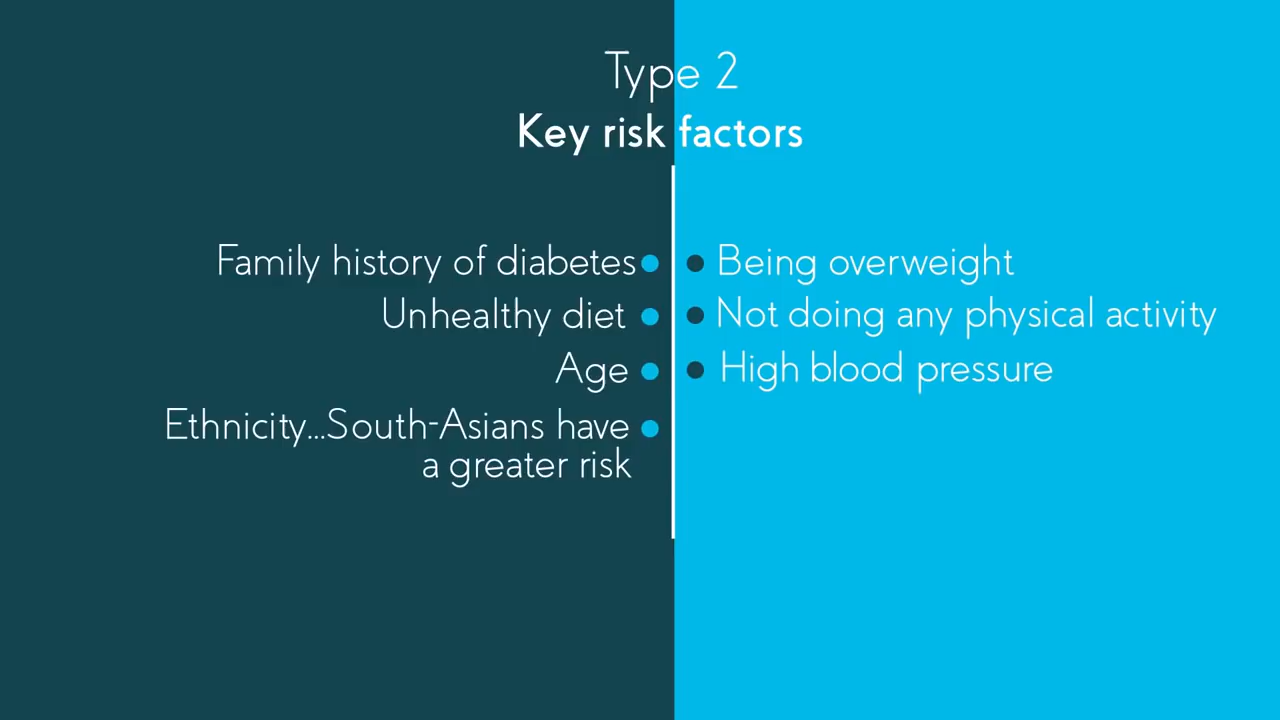 Type 2
Key risk factors
Family history of diabetes
Unhealthy diet
Age
Ethnicity...South-Asians have
a greater risk
Being overweight
Not doing any physical activity
High blood pressure